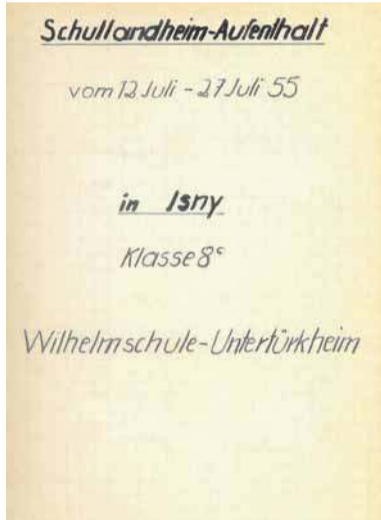 Schullandheim-Aufenthalt
vom 12 Juli - 27 Juli 55
in Isny
Klasse 8c
Wilhelmschule-Untertürkheim